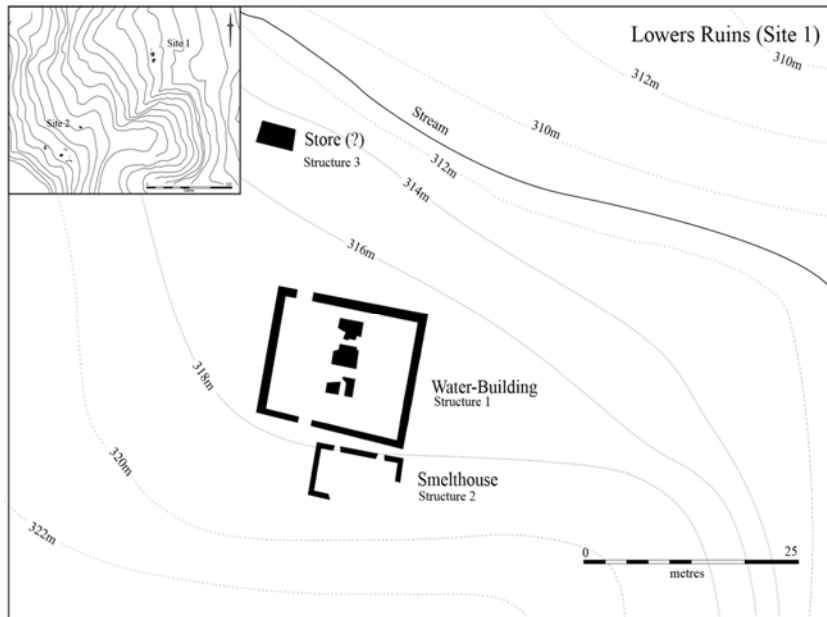 Lowers Ruins (Site 1)
Site 1
Site 2
310m
312m
310m
Stream
312m
314m
316m
Store (?)
Structure 3
318m
Water-Building
Structure 1
320m
Smelthouse
Structure 2
322m
0 25
metres